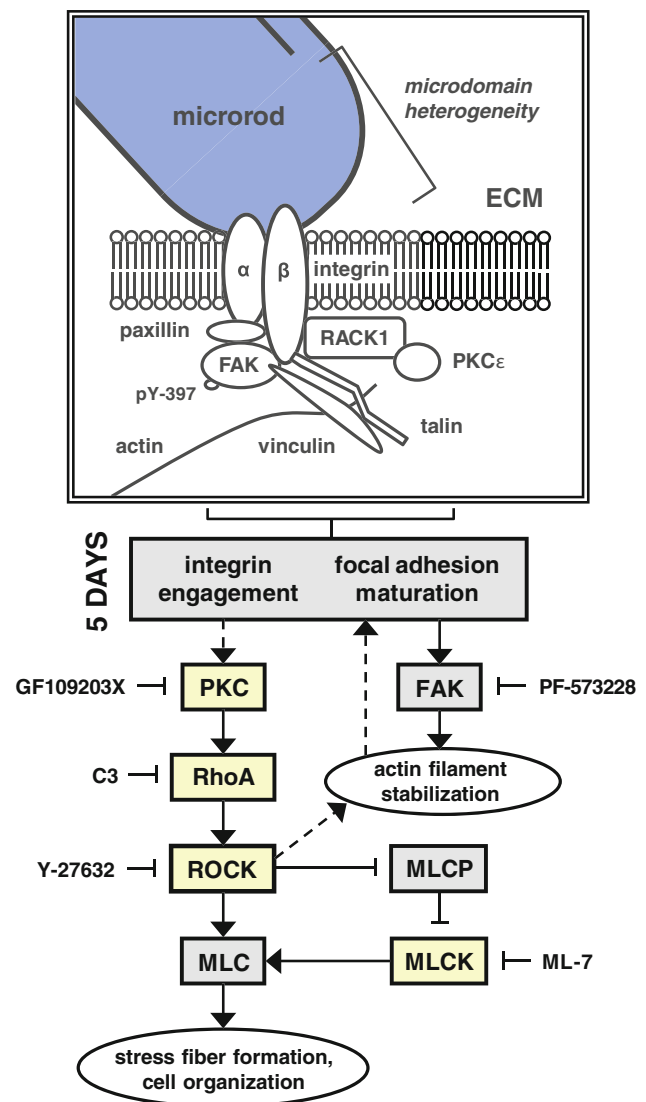 microdomain
heterogeneity
microrod
ECM
α
β
integrin
paxillin
RACK1
FAK
PKCε
pY-397
talin
actin
vinculin
5 DAYS
integrin
engagement
focal adhesion
maturation
GF109203X
PKC
FAK
PF-573228
C3
RhoA
actin filament
stabilization
Y-27632
ROCK
MLCP
MLC
MLCK
ML-7
stress fiber formation,
cell organization